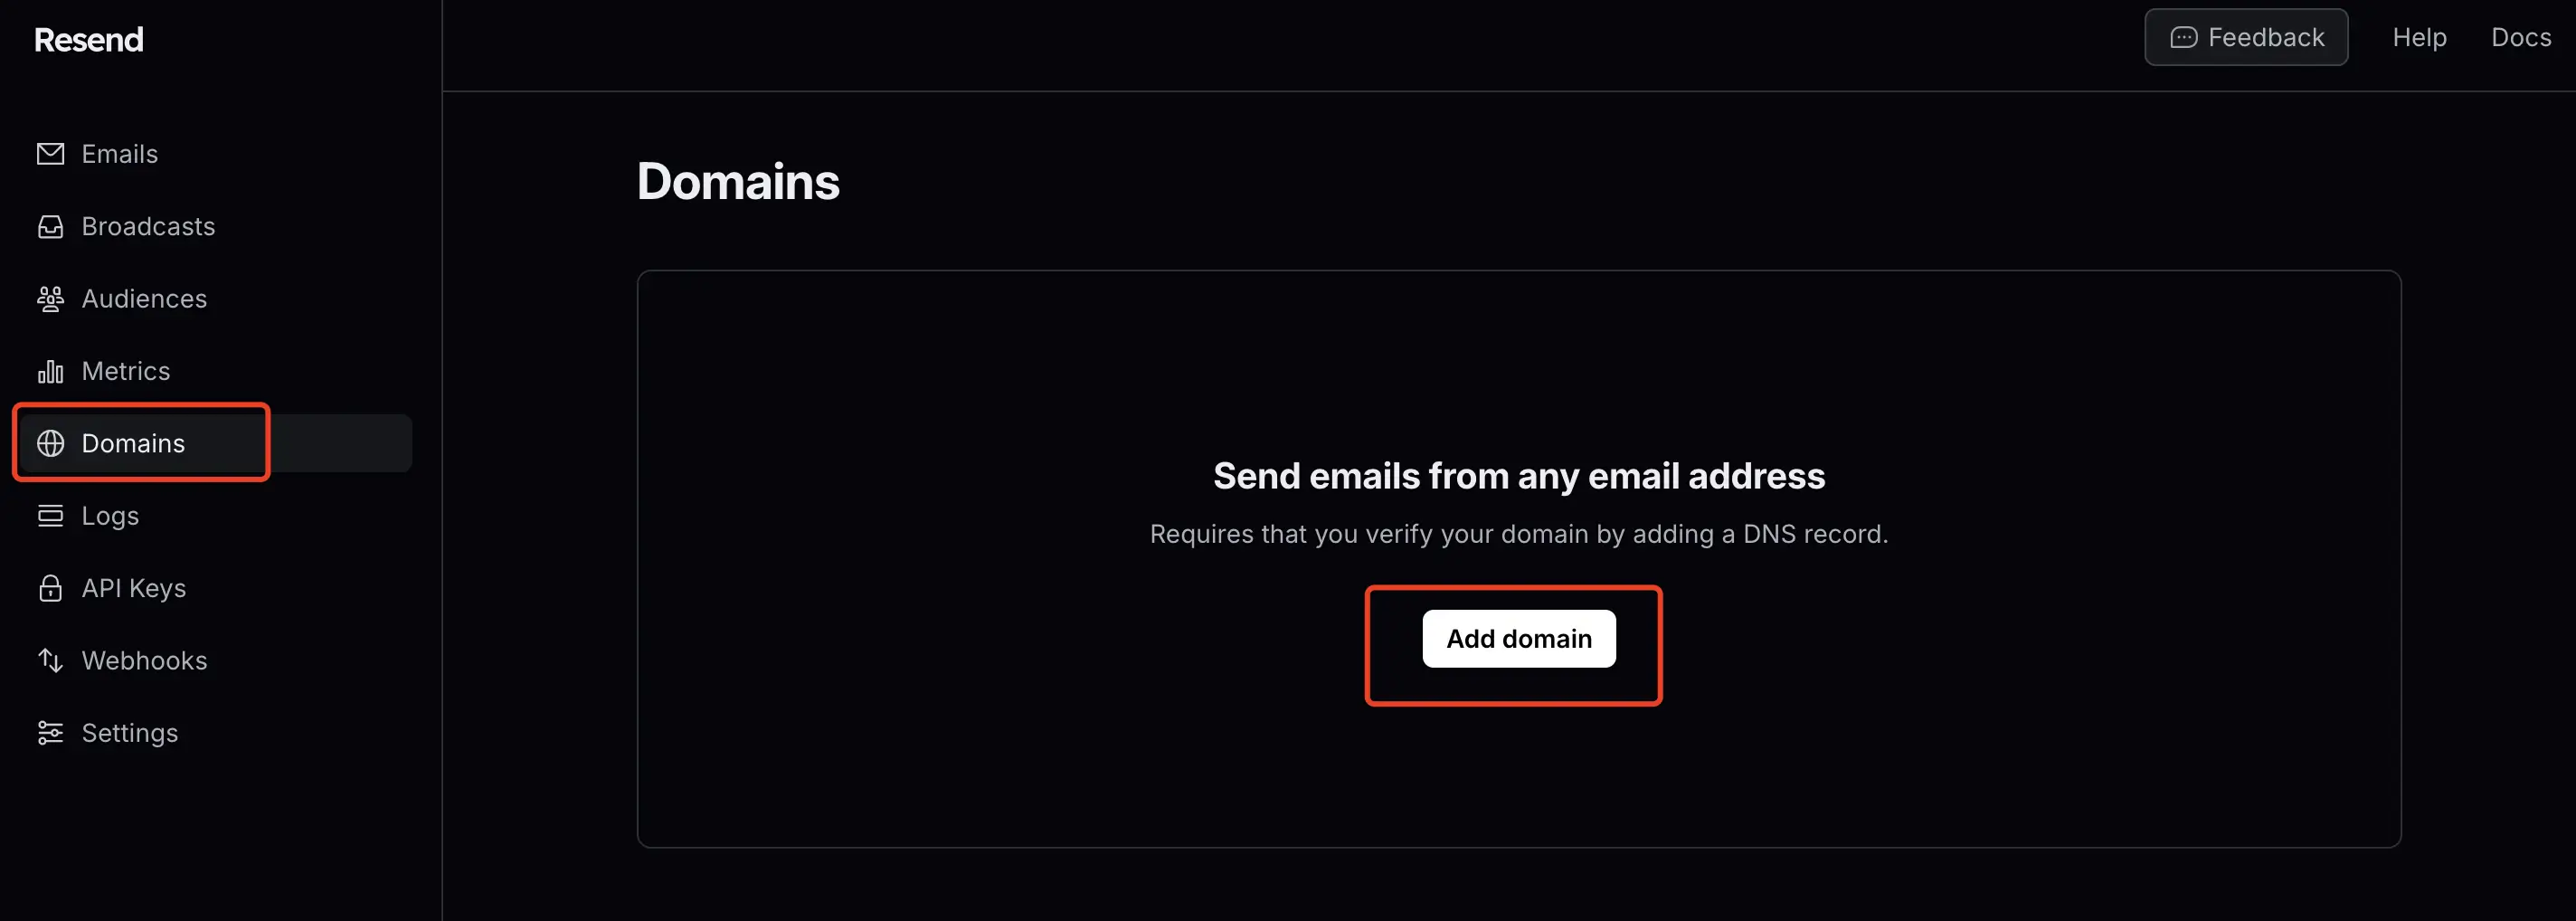 Resend
Feedback
Help
Docs
Emails
Broadcasts
Audiences
Metrics
Domains
Logs
API Keys
Webhooks
Settings
Domains
Send emails from any email address
Requires that you verify your domain by adding a DNS record.
Add domain